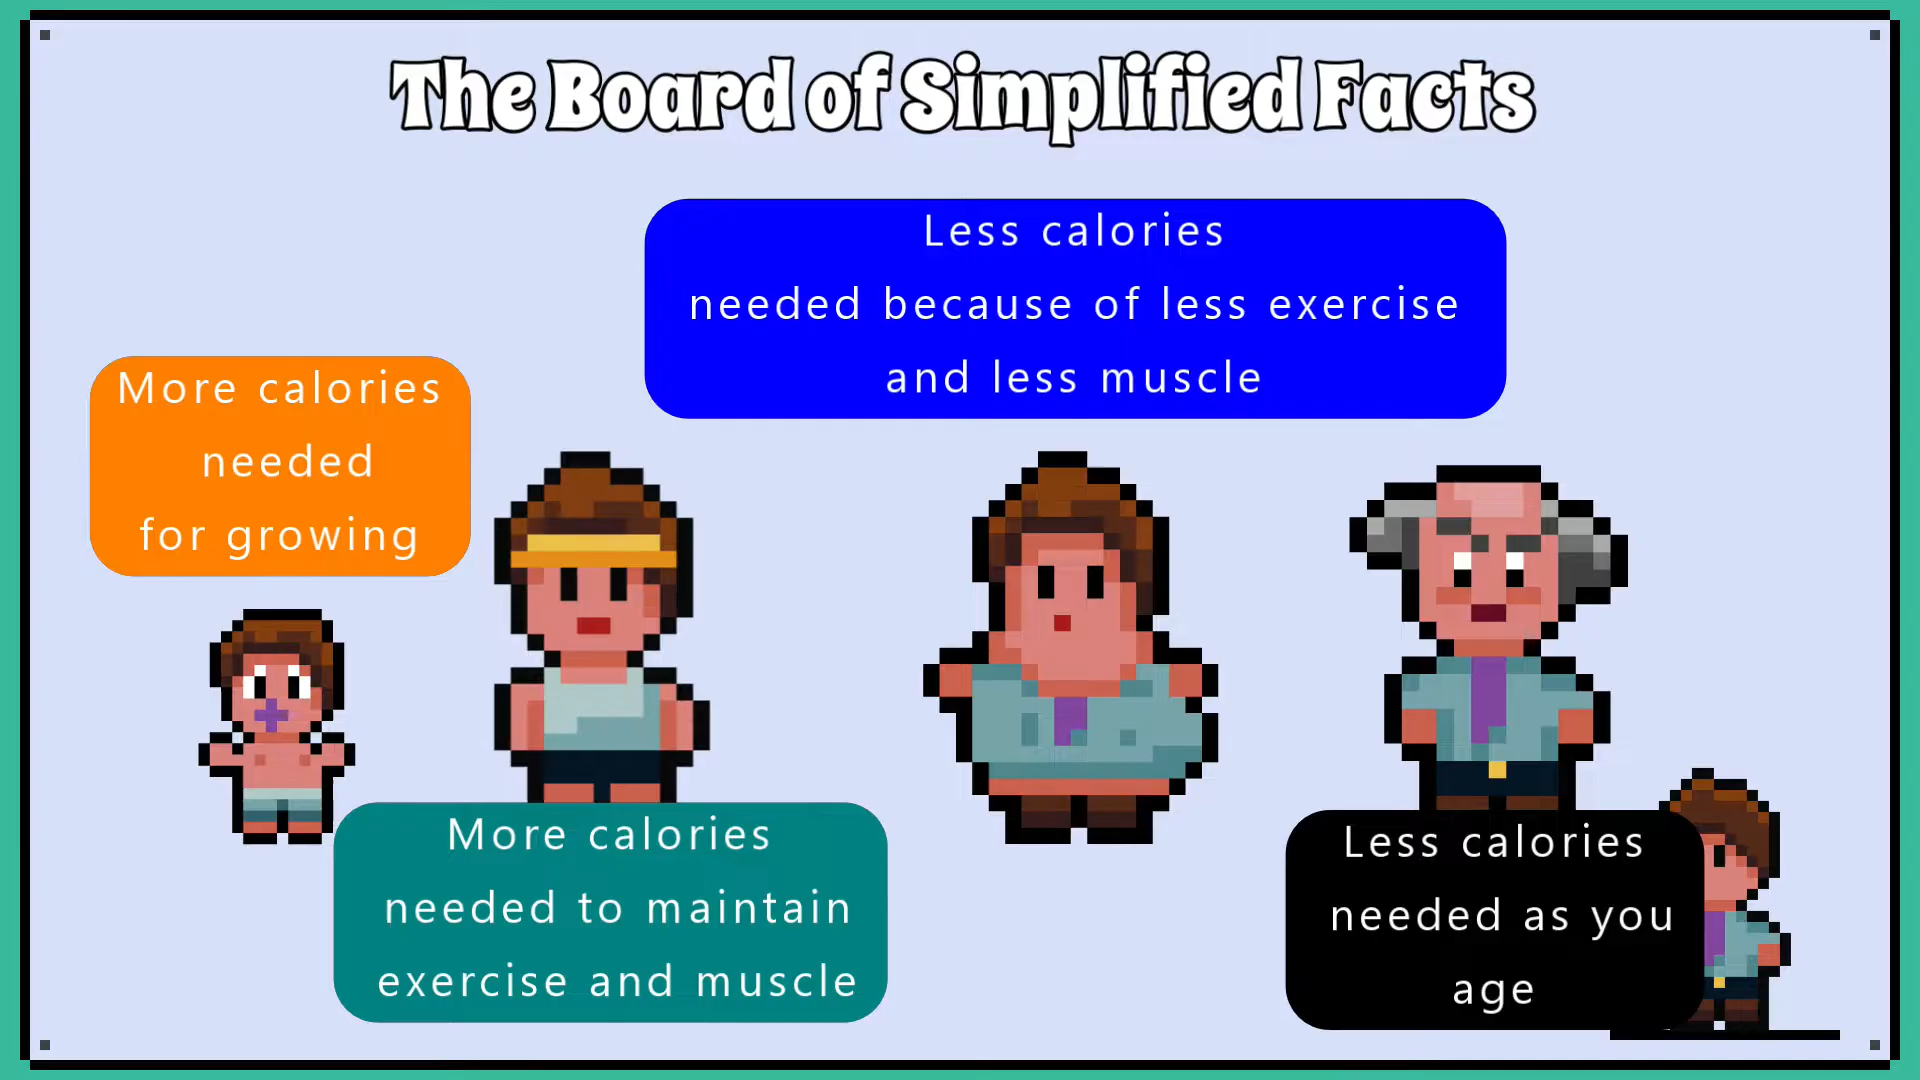 The Board of Simplified Facts
Less calories
needed because of less exercise
and less muscle
More calories
needed
for growing
More calories
needed to maintain
exercise and muscle
Less calories
needed as you
age